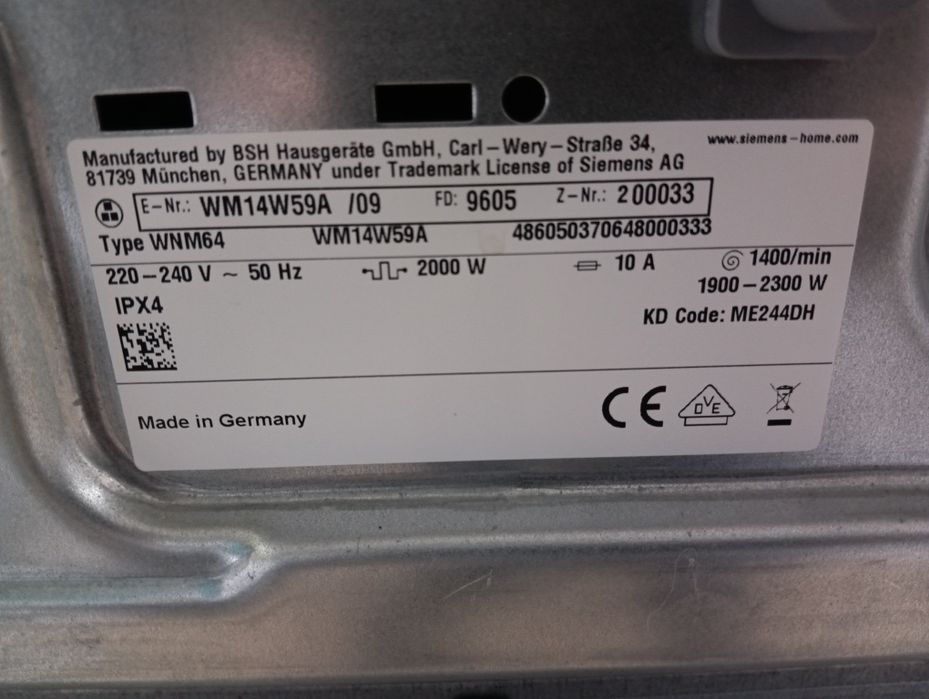 Manufactured by BSH Hausgeräte GmbH, Carl-Wery-Straße 34, www.siemens-home.com
81739 München, GERMANY under Trademark License of Siemens AG
E-Nr.: WM14W59A /09 FD: 9605 Z-Nr.: 200033
Type WNM64 WM14W59A 486050370648000333
220-240 V ~ 50 Hz 2000 W 10 A 1400/min
1900-2300 W
IPX4
KD Code: ME244DH
Made in Germany CE DVE